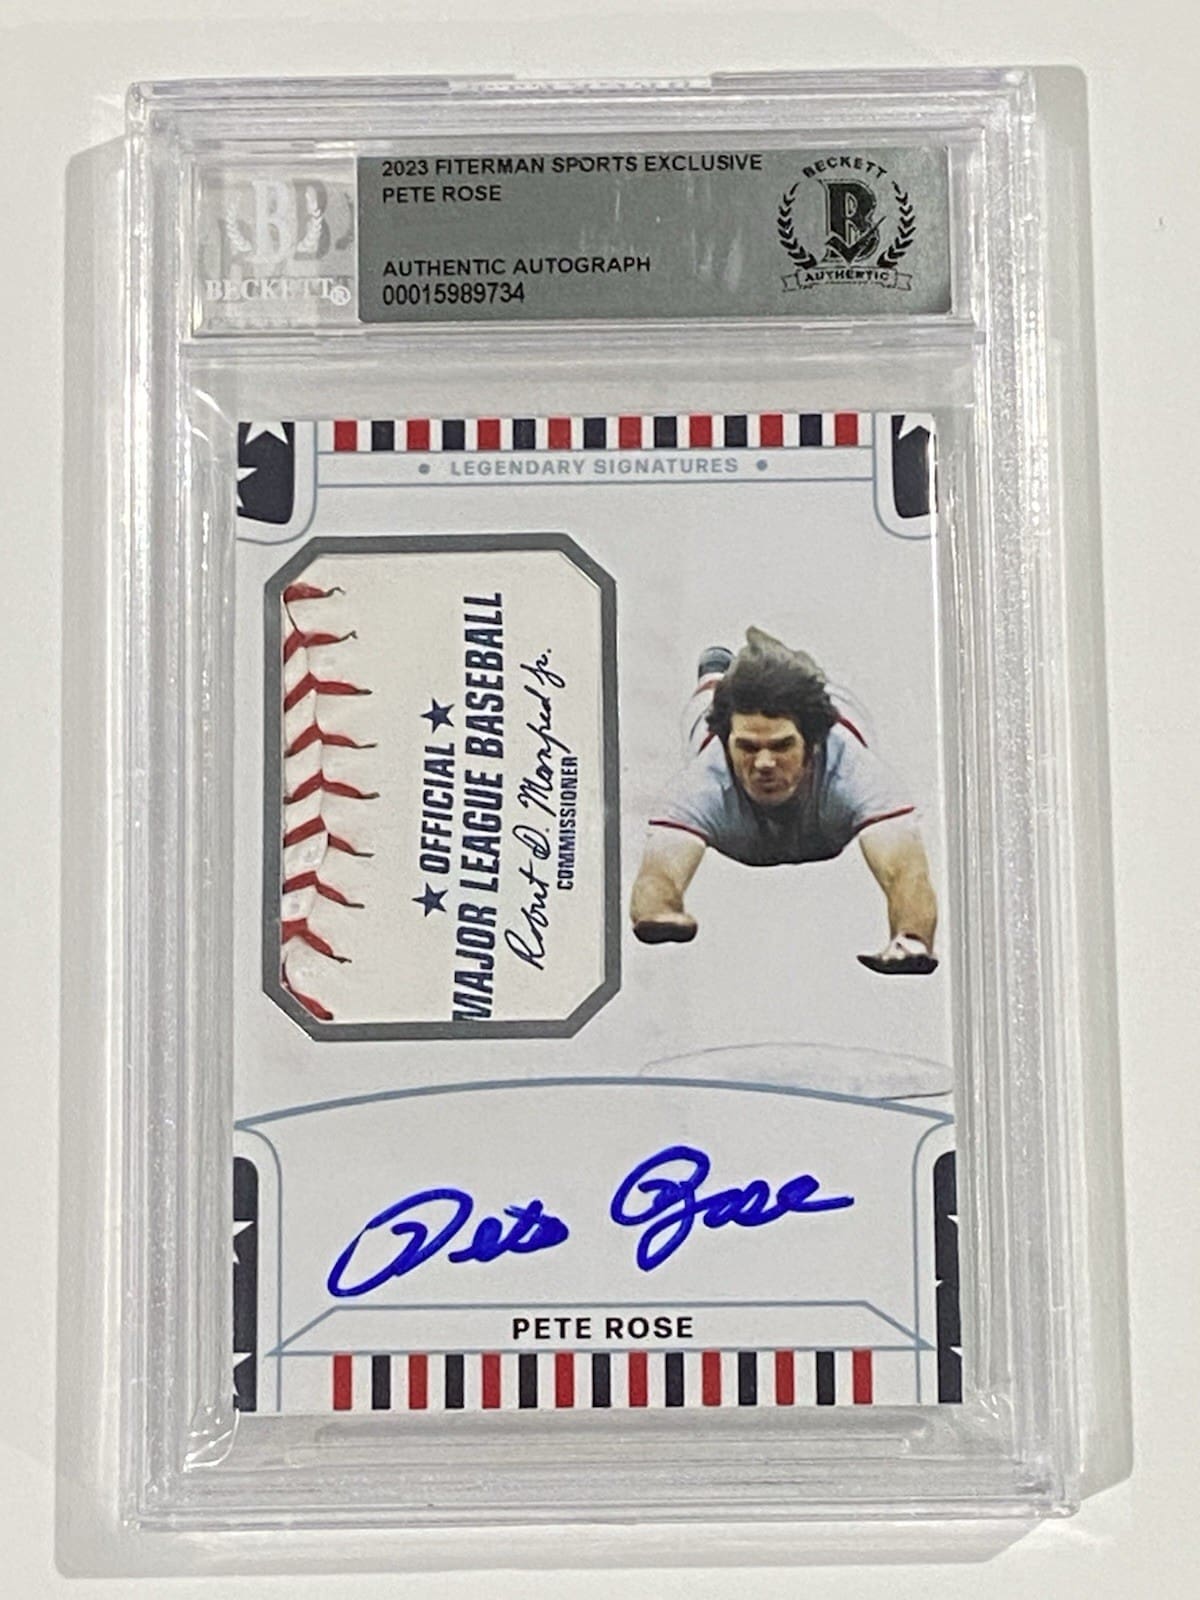 2023 FITERMAN SPORTS EXCLUSIVE
PETE ROSE
AUTHENTIC AUTOGRAPH
00015989734
BECKETT
AUTHENTIC
B
BECKETT®
• LEGENDARY SIGNATURES •
★ OFFICIAL ★
MAJOR LEAGUE BASEBALL
Robert D. Manfred Jr.
COMMISSIONER
Pete Rose
PETE ROSE